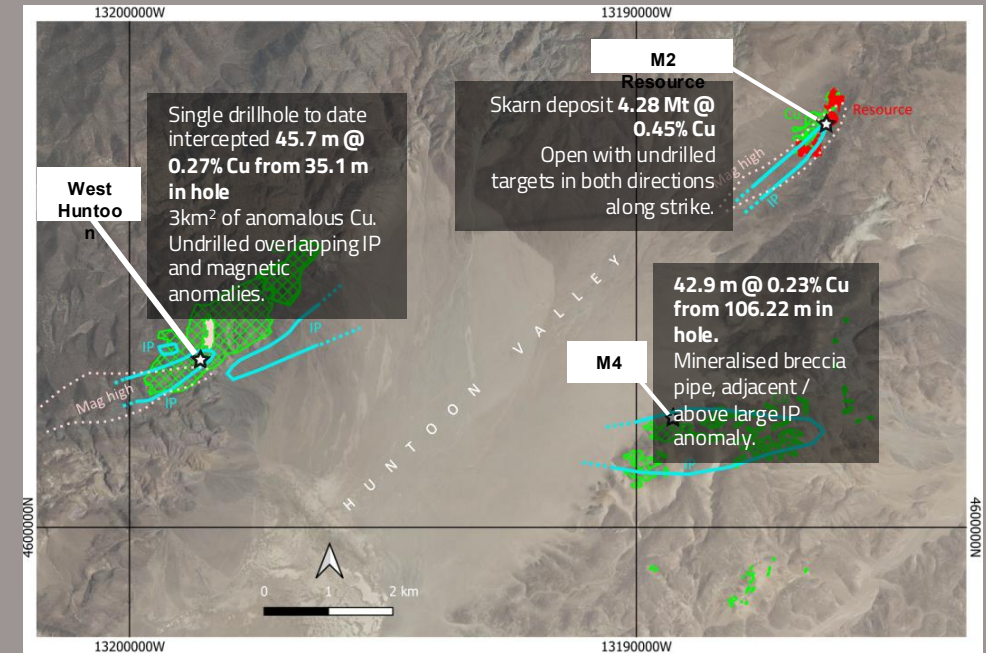 13200000W
13190000W
M2
Resource
Skarn deposit 4.28 Mt @
0.45% Cu
Open with undrilled
targets in both directions
along strike.
Cu
Resource
Mag high
IP
Single drillhole to date
intercepted 45.7 m @
0.27% Cu from 35.1 m
in hole
3km² of anomalous Cu.
Undrilled overlapping IP
and magnetic
anomalies.
West
Huntoo
n
IP
IP
Mag high
IP
HUNTOON VALLEY
42.9 m @ 0.23% Cu
from 106.22 m in
hole.
Mineralised breccia
pipe, adjacent /
above large IP
anomaly.
M4
IP
4600000N
4600000N
0 1 2 km
13200000W
13190000W